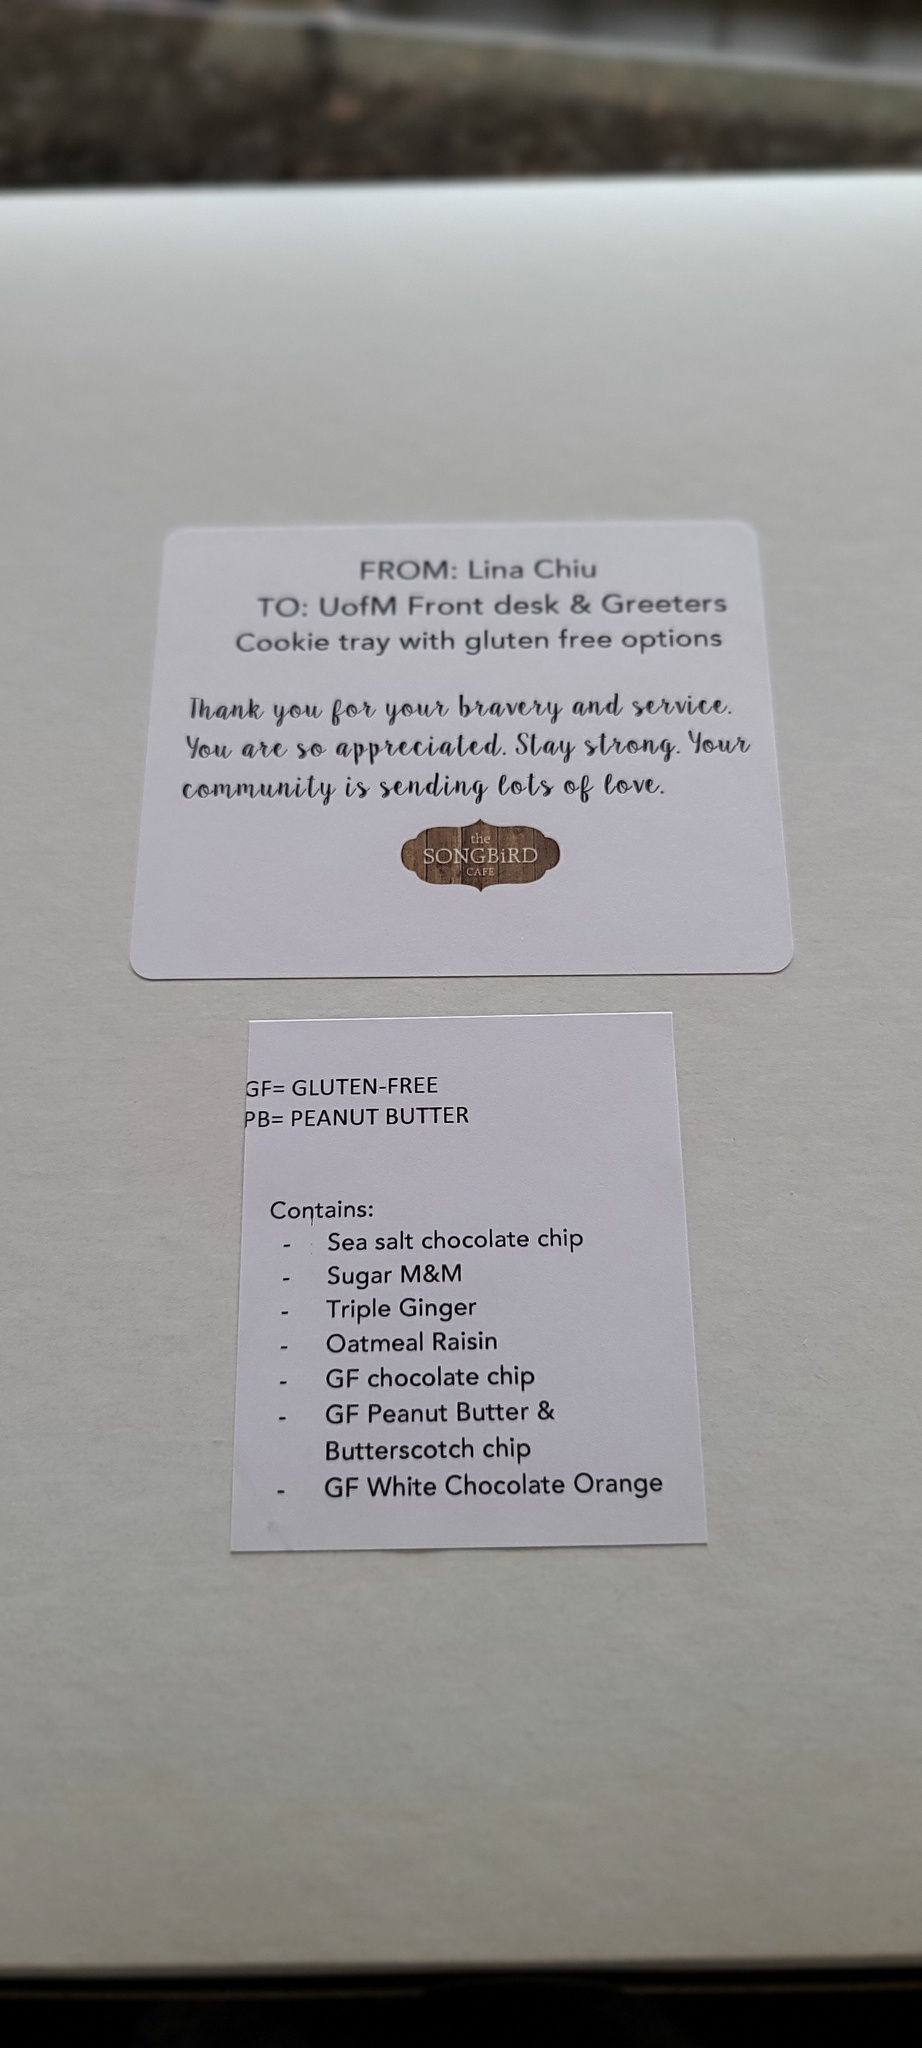 FROM: Lina Chiu
TO: UofM Front desk & Greeters
Cookie tray with gluten free options
Thank you for your bravery and service.
You are so appreciated. Stay strong. Your
community is sending lots of love.
the
SONGBiRD
CAFE
GF= GLUTEN-FREE
PB= PEANUT BUTTER
Contains:
- Sea salt chocolate chip
- Sugar M&M
- Triple Ginger
- Oatmeal Raisin
- GF chocolate chip
- GF Peanut Butter &
Butterscotch chip
- GF White Chocolate Orange